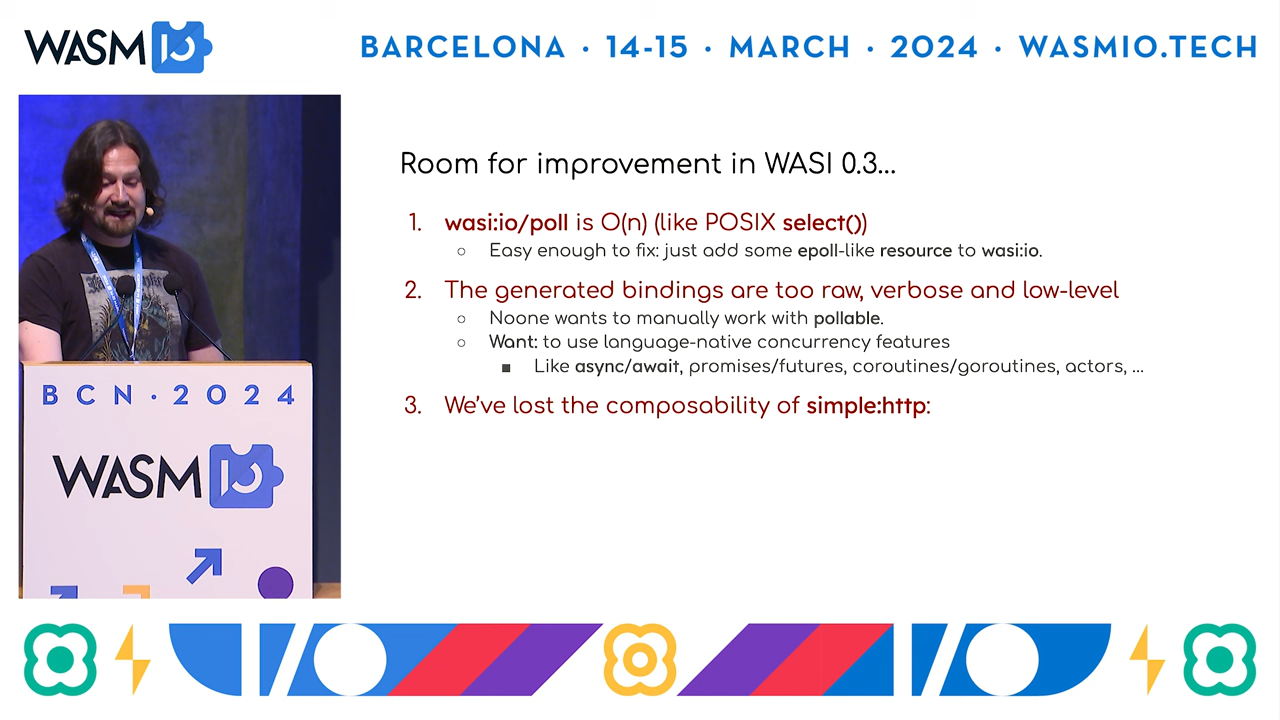 WASM IO
BARCELONA · 14-15 · MARCH · 2024 · WASMIO.TECH
Room for improvement in WASI 0.3...
1. wasi:io/poll is O(n) (like POSIX select())
○ Easy enough to fix: just add some epoll-like resource to wasi:io.
2. The generated bindings are too raw, verbose and low-level
○ Noone wants to manually work with pollable.
○ Want: to use language-native concurrency features
■ Like async/await, promises/futures, coroutines/goroutines, actors, ...
3. We've lost the composability of simple:http:
BCN·2024
WASM IO